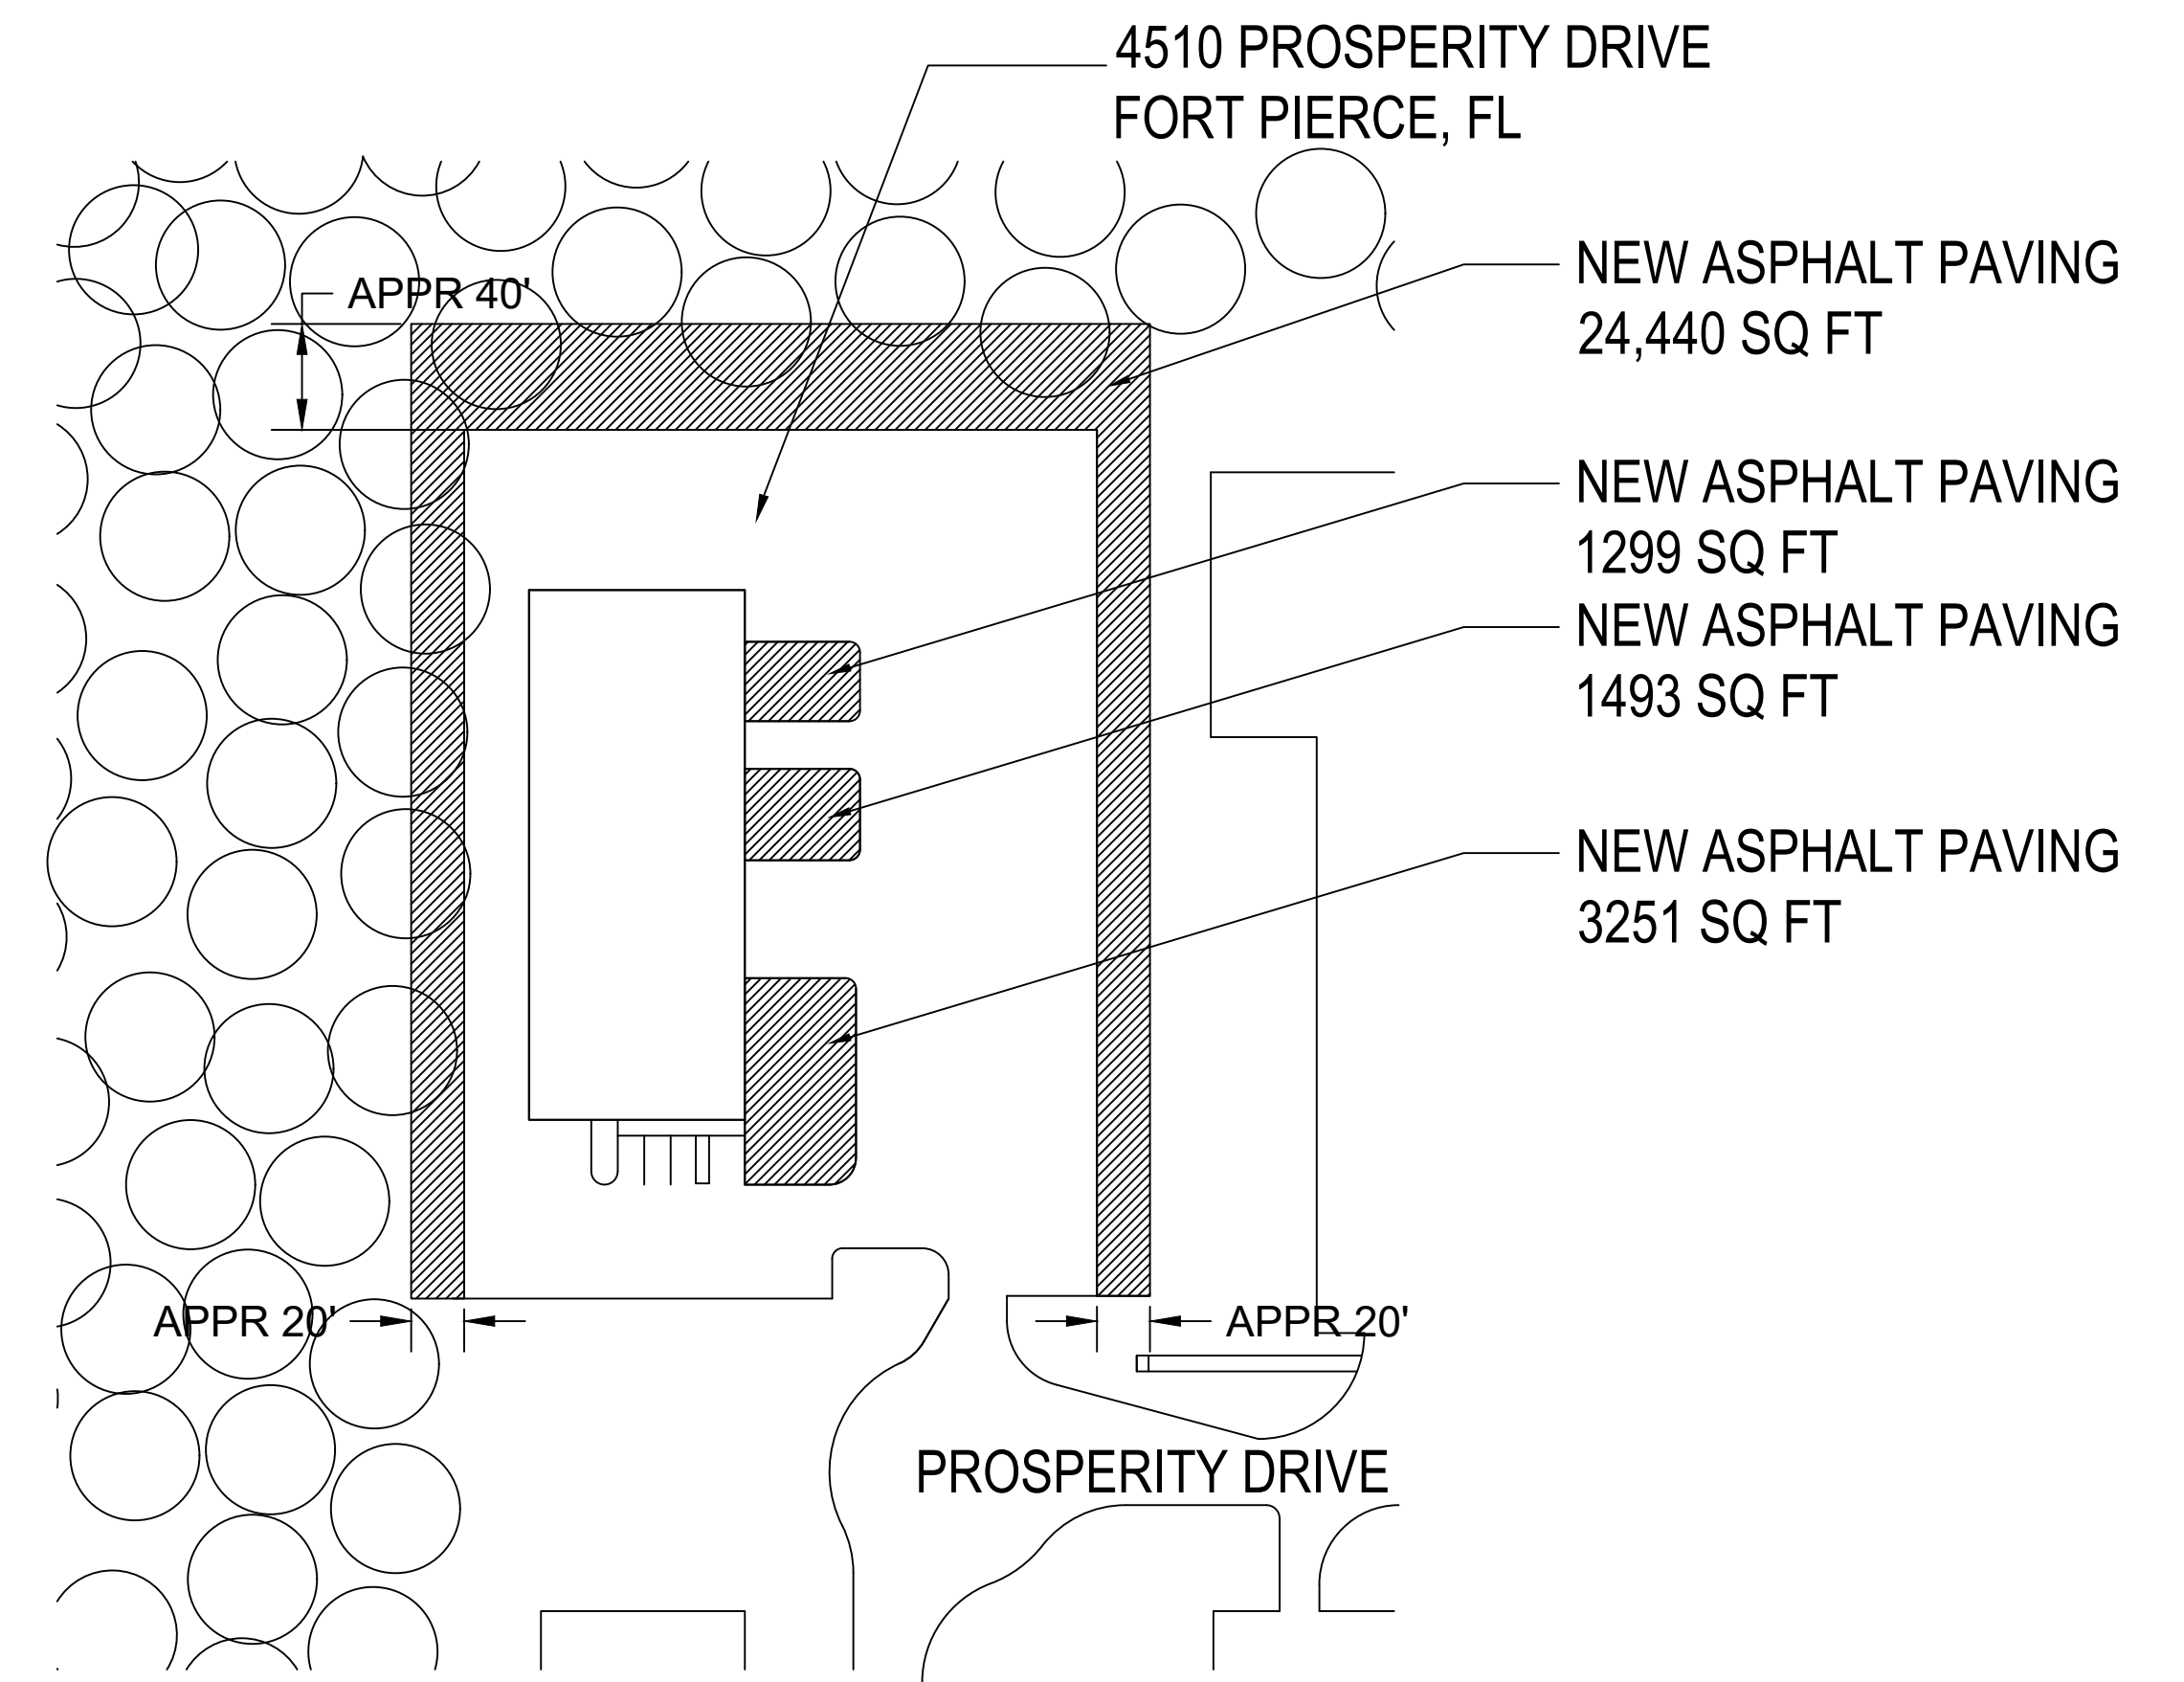 4510 PROSPERITY DRIVE
FORT PIERCE, FL
NEW ASPHALT PAVING
24,440 SQ FT
APPR 40'
NEW ASPHALT PAVING
1299 SQ FT
NEW ASPHALT PAVING
1493 SQ FT
NEW ASPHALT PAVING
3251 SQ FT
APPR 20'
APPR 20'
PROSPERITY DRIVE